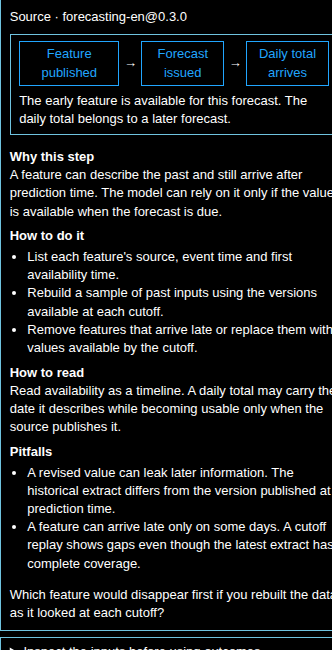 Source · forecasting-en@0.3.0
Feature published → Forecast issued → Daily total arrives
The early feature is available for this forecast. The
daily total belongs to a later forecast.
Why this step
A feature can describe the past and still arrive after
prediction time. The model can rely on it only if the value
is available when the forecast is due.
How to do it
• List each feature's source, event time and first
availability time.
• Rebuild a sample of past inputs using the versions
available at each cutoff.
• Remove features that arrive late or replace them with
values available by the cutoff.
How to read
Read availability as a timeline. A daily total may carry the
date it describes while becoming usable only when the
source publishes it.
Pitfalls
• A revised value can leak later information. The
historical extract differs from the version published at
prediction time.
• A feature can arrive late only on some days. A cutoff
replay shows gaps even though the latest extract has
complete coverage.
Which feature would disappear first if you rebuilt the data
as it looked at each cutoff?